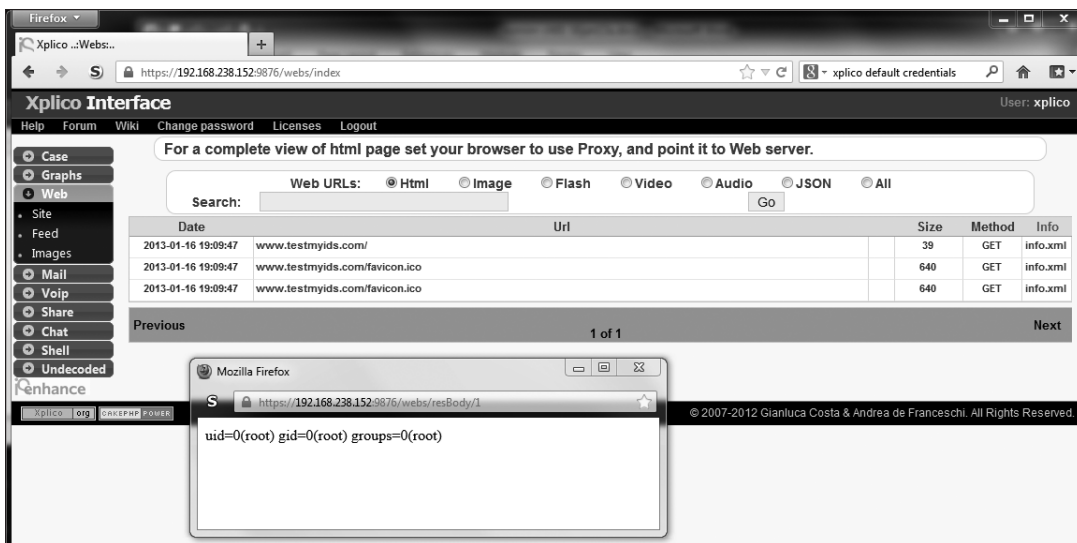 Firefox
Xplico ..:Webs:..
https://192.168.238.152:9876/webs/index
xplico default credentials
Xplico Interface
User: xplico
Help Forum Wiki Change password Licenses Logout
For a complete view of html page set your browser to use Proxy, and point it to Web server.
Web URLs: Html Image Flash Video Audio JSON All
Search: Go
Case
Graphs
Web
Site
Feed
Images
Mail
Voip
Share
Chat
Shell
Undecoded
Date Url Size Method Info
2013-01-16 19:09:47 www.testmyids.com/ 39 GET info.xml
2013-01-16 19:09:47 www.testmyids.com/favicon.ico 640 GET info.xml
2013-01-16 19:09:47 www.testmyids.com/favicon.ico 640 GET info.xml
Previous 1 of 1 Next
enhance
Xplico org CAKEPHP POWER
© 2007-2012 Gianluca Costa & Andrea de Franceschi. All Rights Reserved.
Mozilla Firefox
https://192.168.238.152:9876/webs/resBody/1
uid=0(root) gid=0(root) groups=0(root)